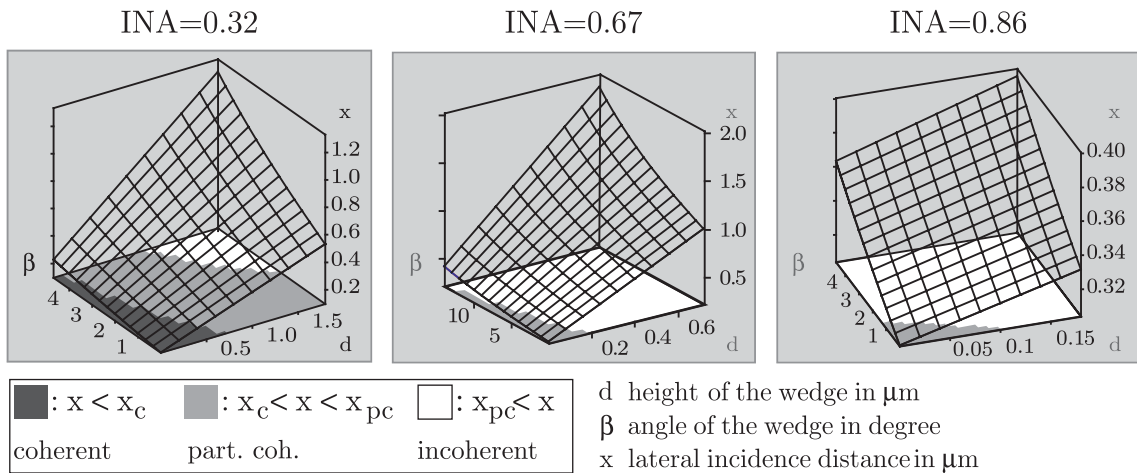 INA=0.32 INA=0.67 INA=0.86
x
1.2
1.0
0.8
0.6
0.4
0.2
β
4
3
2
1
0.5
1.0
1.5
d
x
2.0
1.5
1.0
0.5
β
10
5
0.2
0.4
0.6
d
x
0.40
0.38
0.36
0.34
0.32
β
4
3
2
1
0.05
0.1
0.15
d
: x < xc : xc < x < xpc : xpc < x
coherent part. coh. incoherent
d height of the wedge in μm
β angle of the wedge in degree
x lateral incidence distance in μm